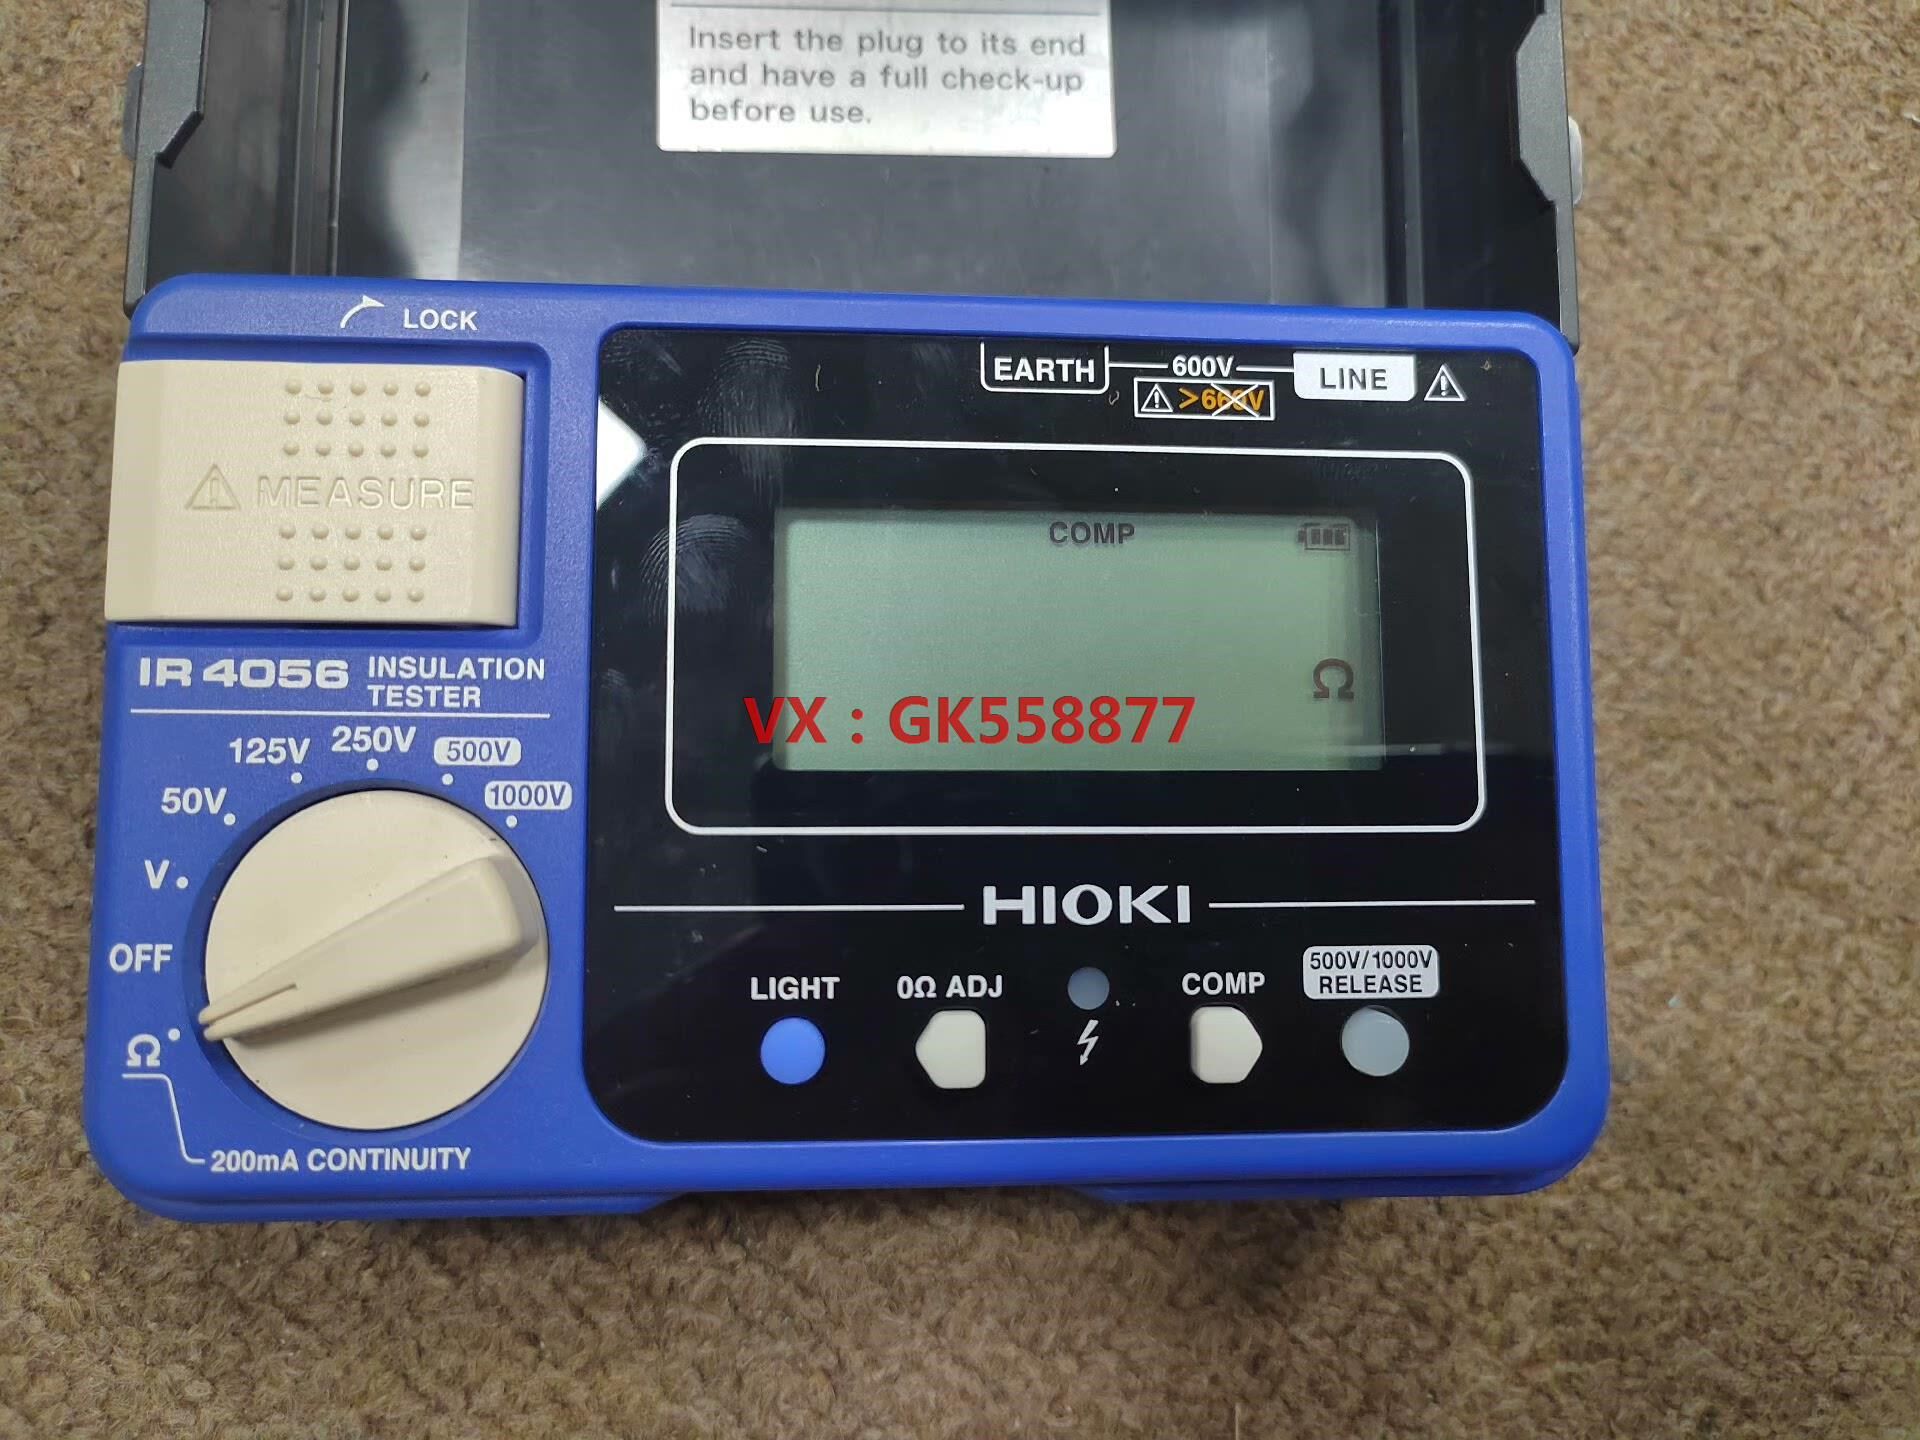 Insert the plug to its end
and have a full check-up
before use.
LOCK
EARTH 600V LINE
>600V
MEASURE
COMP
Ω
IR 4056 INSULATION
TESTER
VX：GK558877
50V 125V 250V 500V 1000V
V
OFF
Ω
200mA CONTINUITY
HIOKI
LIGHT 0Ω ADJ COMP 500V/1000V
RELEASE